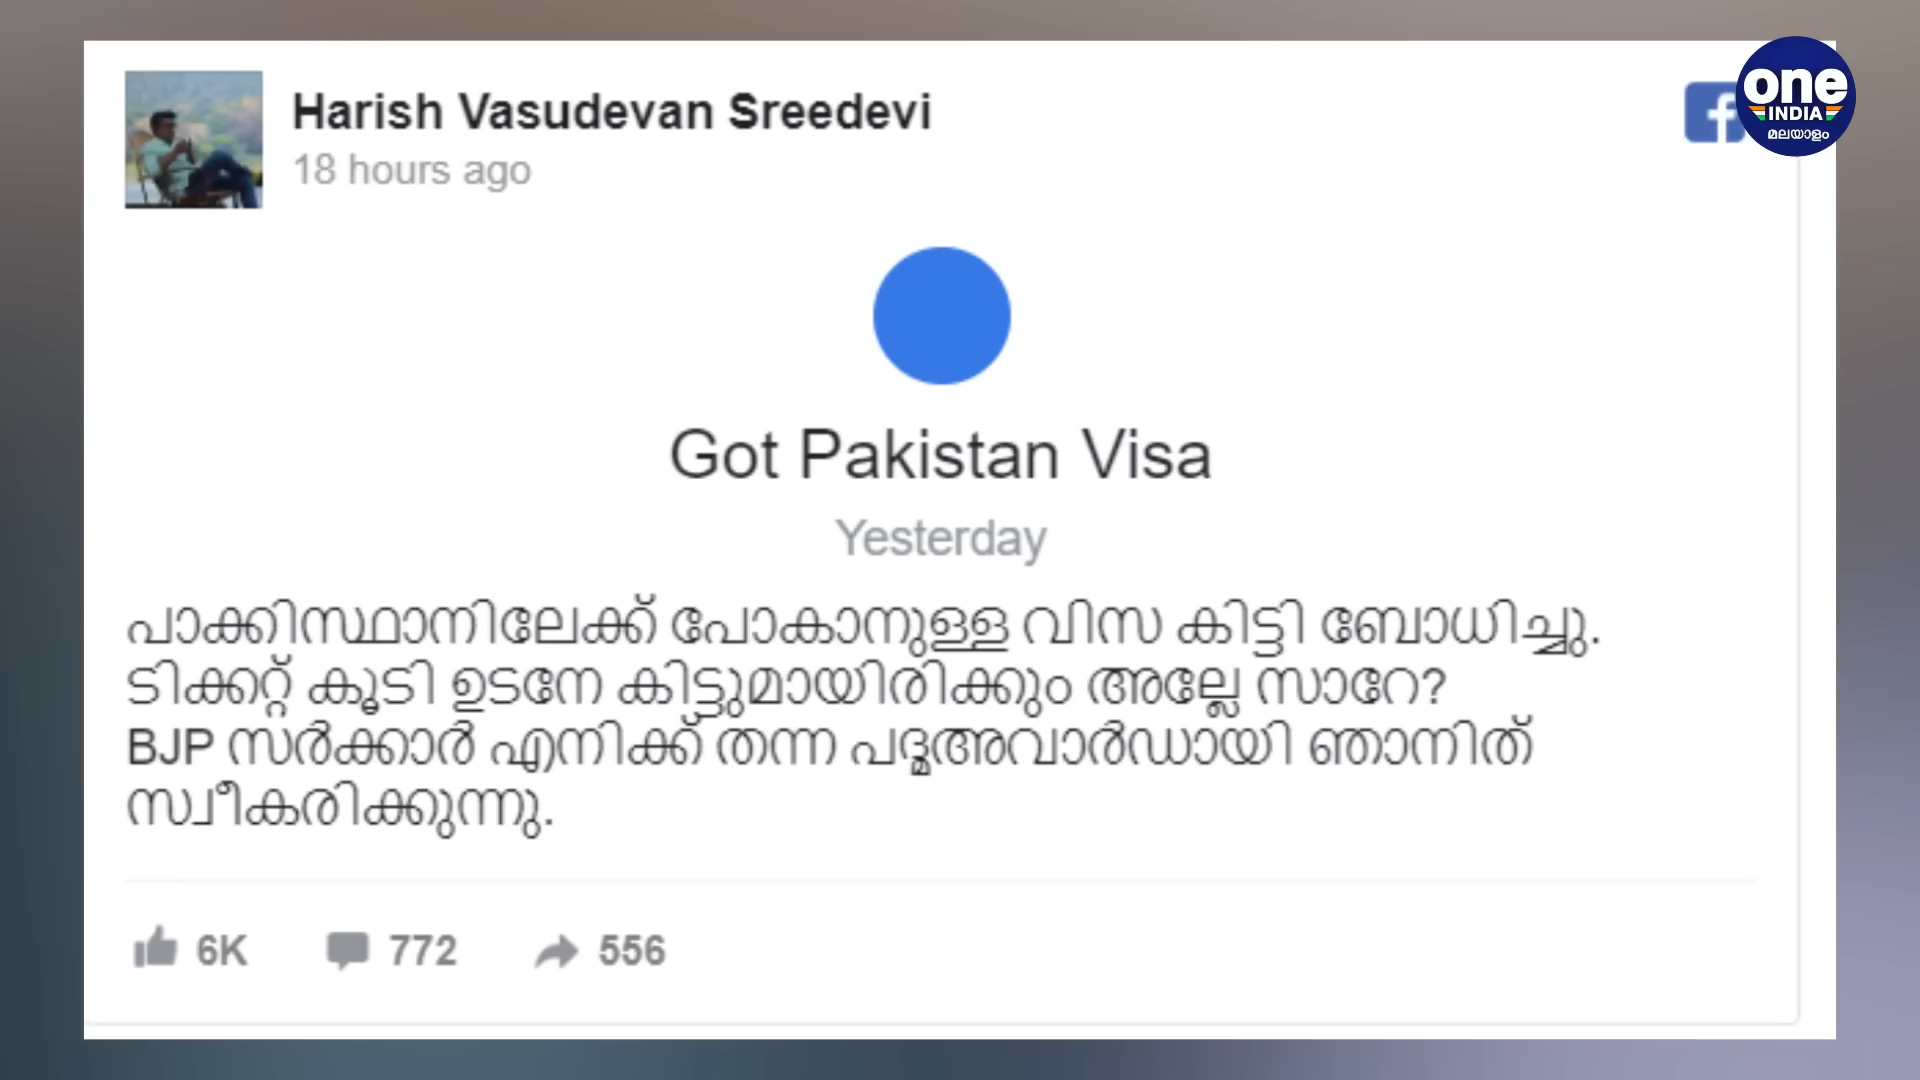 Harish Vasudevan Sreedevi
18 hours ago
one
INDIA
മലയാളം
Got Pakistan Visa
Yesterday
പാക്കിസ്ഥാനിലേക്ക് പോകാനുള്ള വിസ കിട്ടി ബോധിച്ചു.
ടിക്കറ്റ് കൂടി ഉടനേ കിട്ടുമായിരിക്കും അല്ലേ സാറേ?
BJP സർക്കാർ എനിക്ക് തന്ന പദ്മഅവാർഡായി ഞാനിത്
സ്വീകരിക്കുന്നു.
6K 772 556